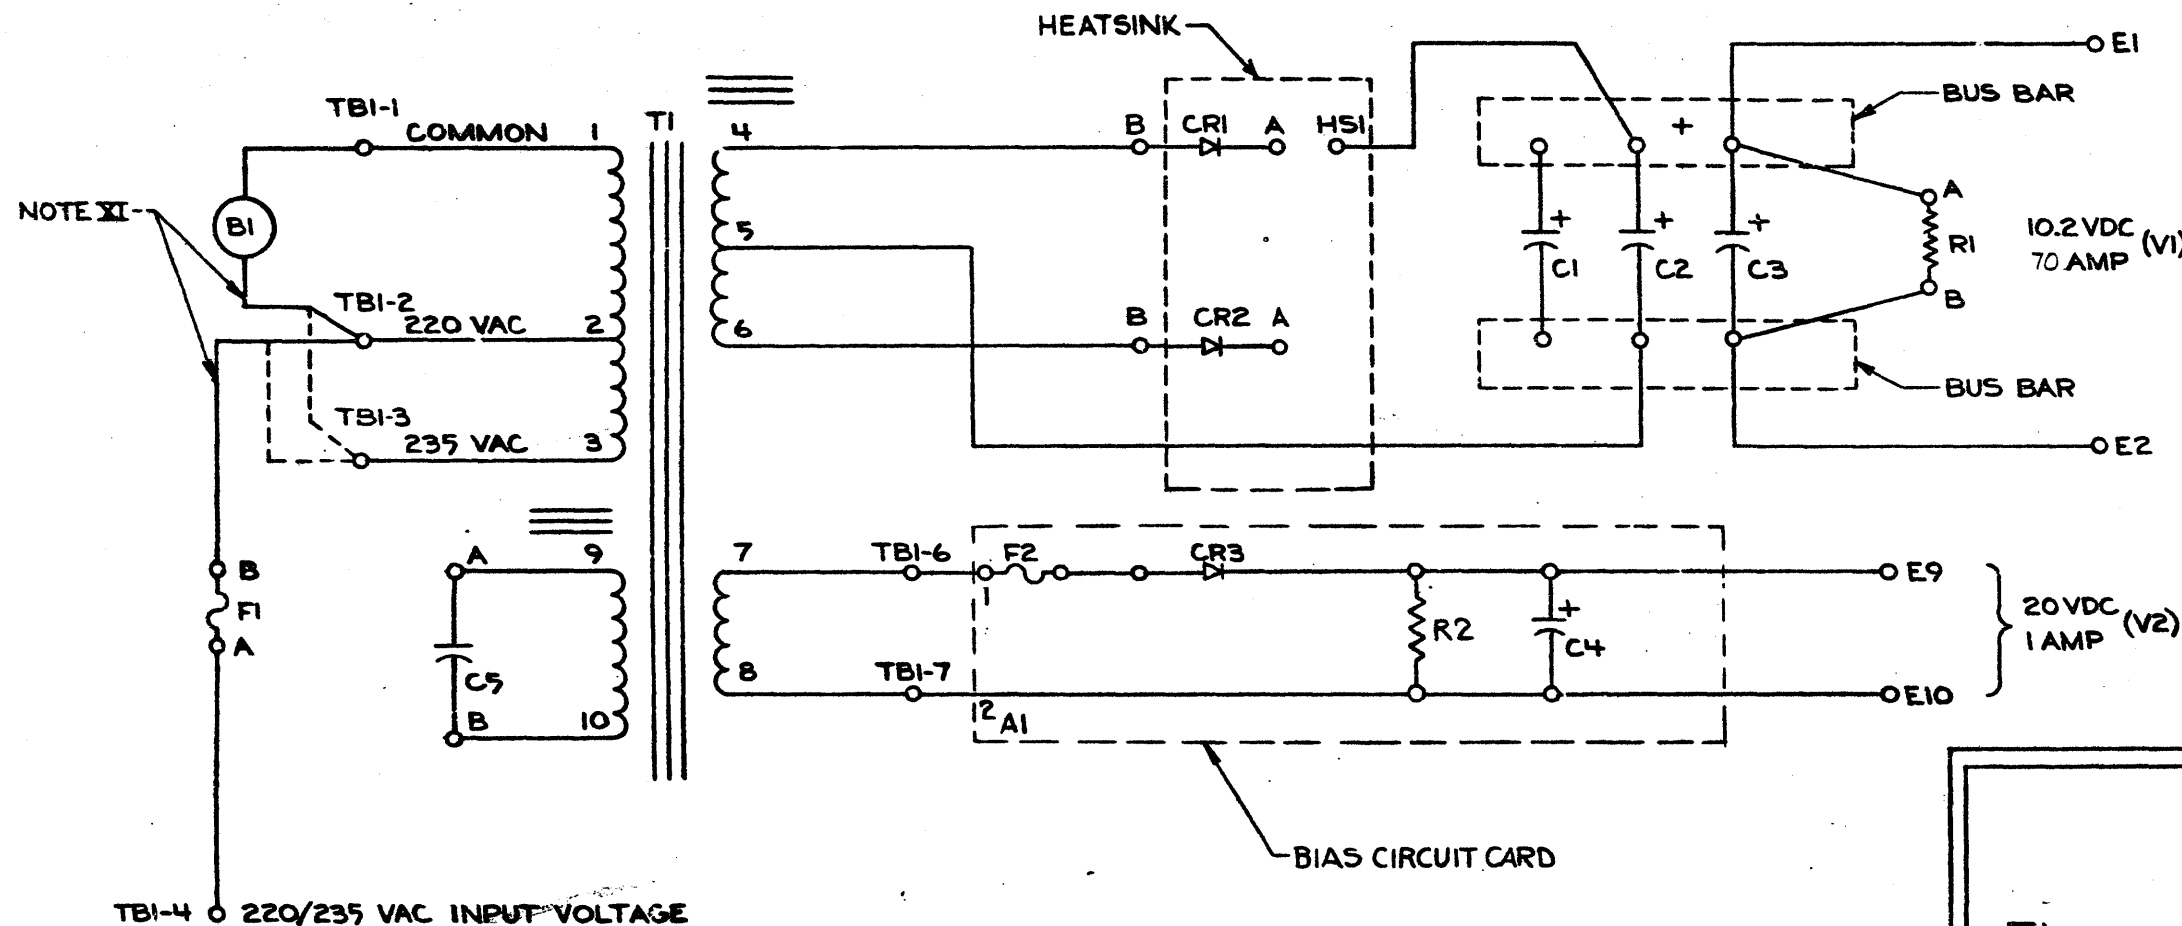 HEATSINK
E1
BUS BAR
TB1-1
COMMON 1
T1
4
B CR1 A HS1
+
NOTE XI
B1
A
5
+ + +
R1
10.2 VDC (V1)
70 AMP
C1 C2 C3
B
TB1-2
220 VAC 2
6
B CR2 A
BUS BAR
TB1-3
235 VAC 3
E2
A 9
7
TB1-6 F2 CR3
1
B
F1
A
E9
+
R2
C4
20 VDC (V2)
1 AMP
C5
8
TB1-7
B 10
2 A1
E10
BIAS CIRCUIT CARD
TB1-4 220/235 VAC INPUT VOLTAGE